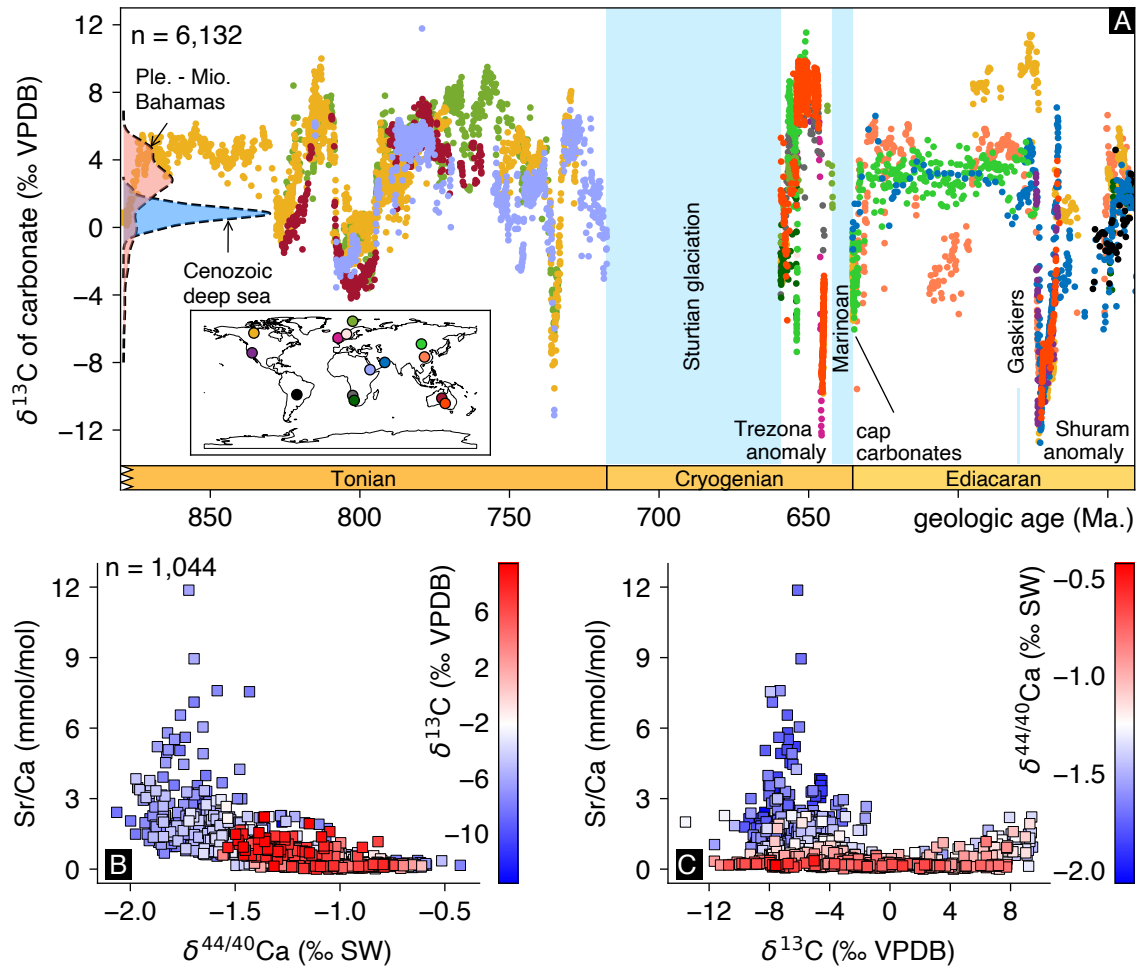 A
n = 6,132
Ple. - Mio.
Bahamas
Cenozoic
deep sea
δ13C of carbonate (‰ VPDB)
12
8
4
0
−4
−8
−12
Sturtian glaciation
Marinoan
Gaskiers
Trezona
anomaly
cap
carbonates
Shuram
anomaly
Tonian
Cryogenian
Ediacaran
850
800
750
700
650
geologic age (Ma.)
n = 1,044
12
9
6
3
0
Sr/Ca (mmol/mol)
B
−2.0
−1.5
−1.0
−0.5
δ44/40Ca (‰ SW)
6
2
−2
−6
−10
δ13C (‰ VPDB)
12
9
6
3
0
Sr/Ca (mmol/mol)
C
−12
−8
−4
0
4
8
δ13C (‰ VPDB)
−0.5
−1.0
−1.5
−2.0
δ44/40Ca (‰ SW)